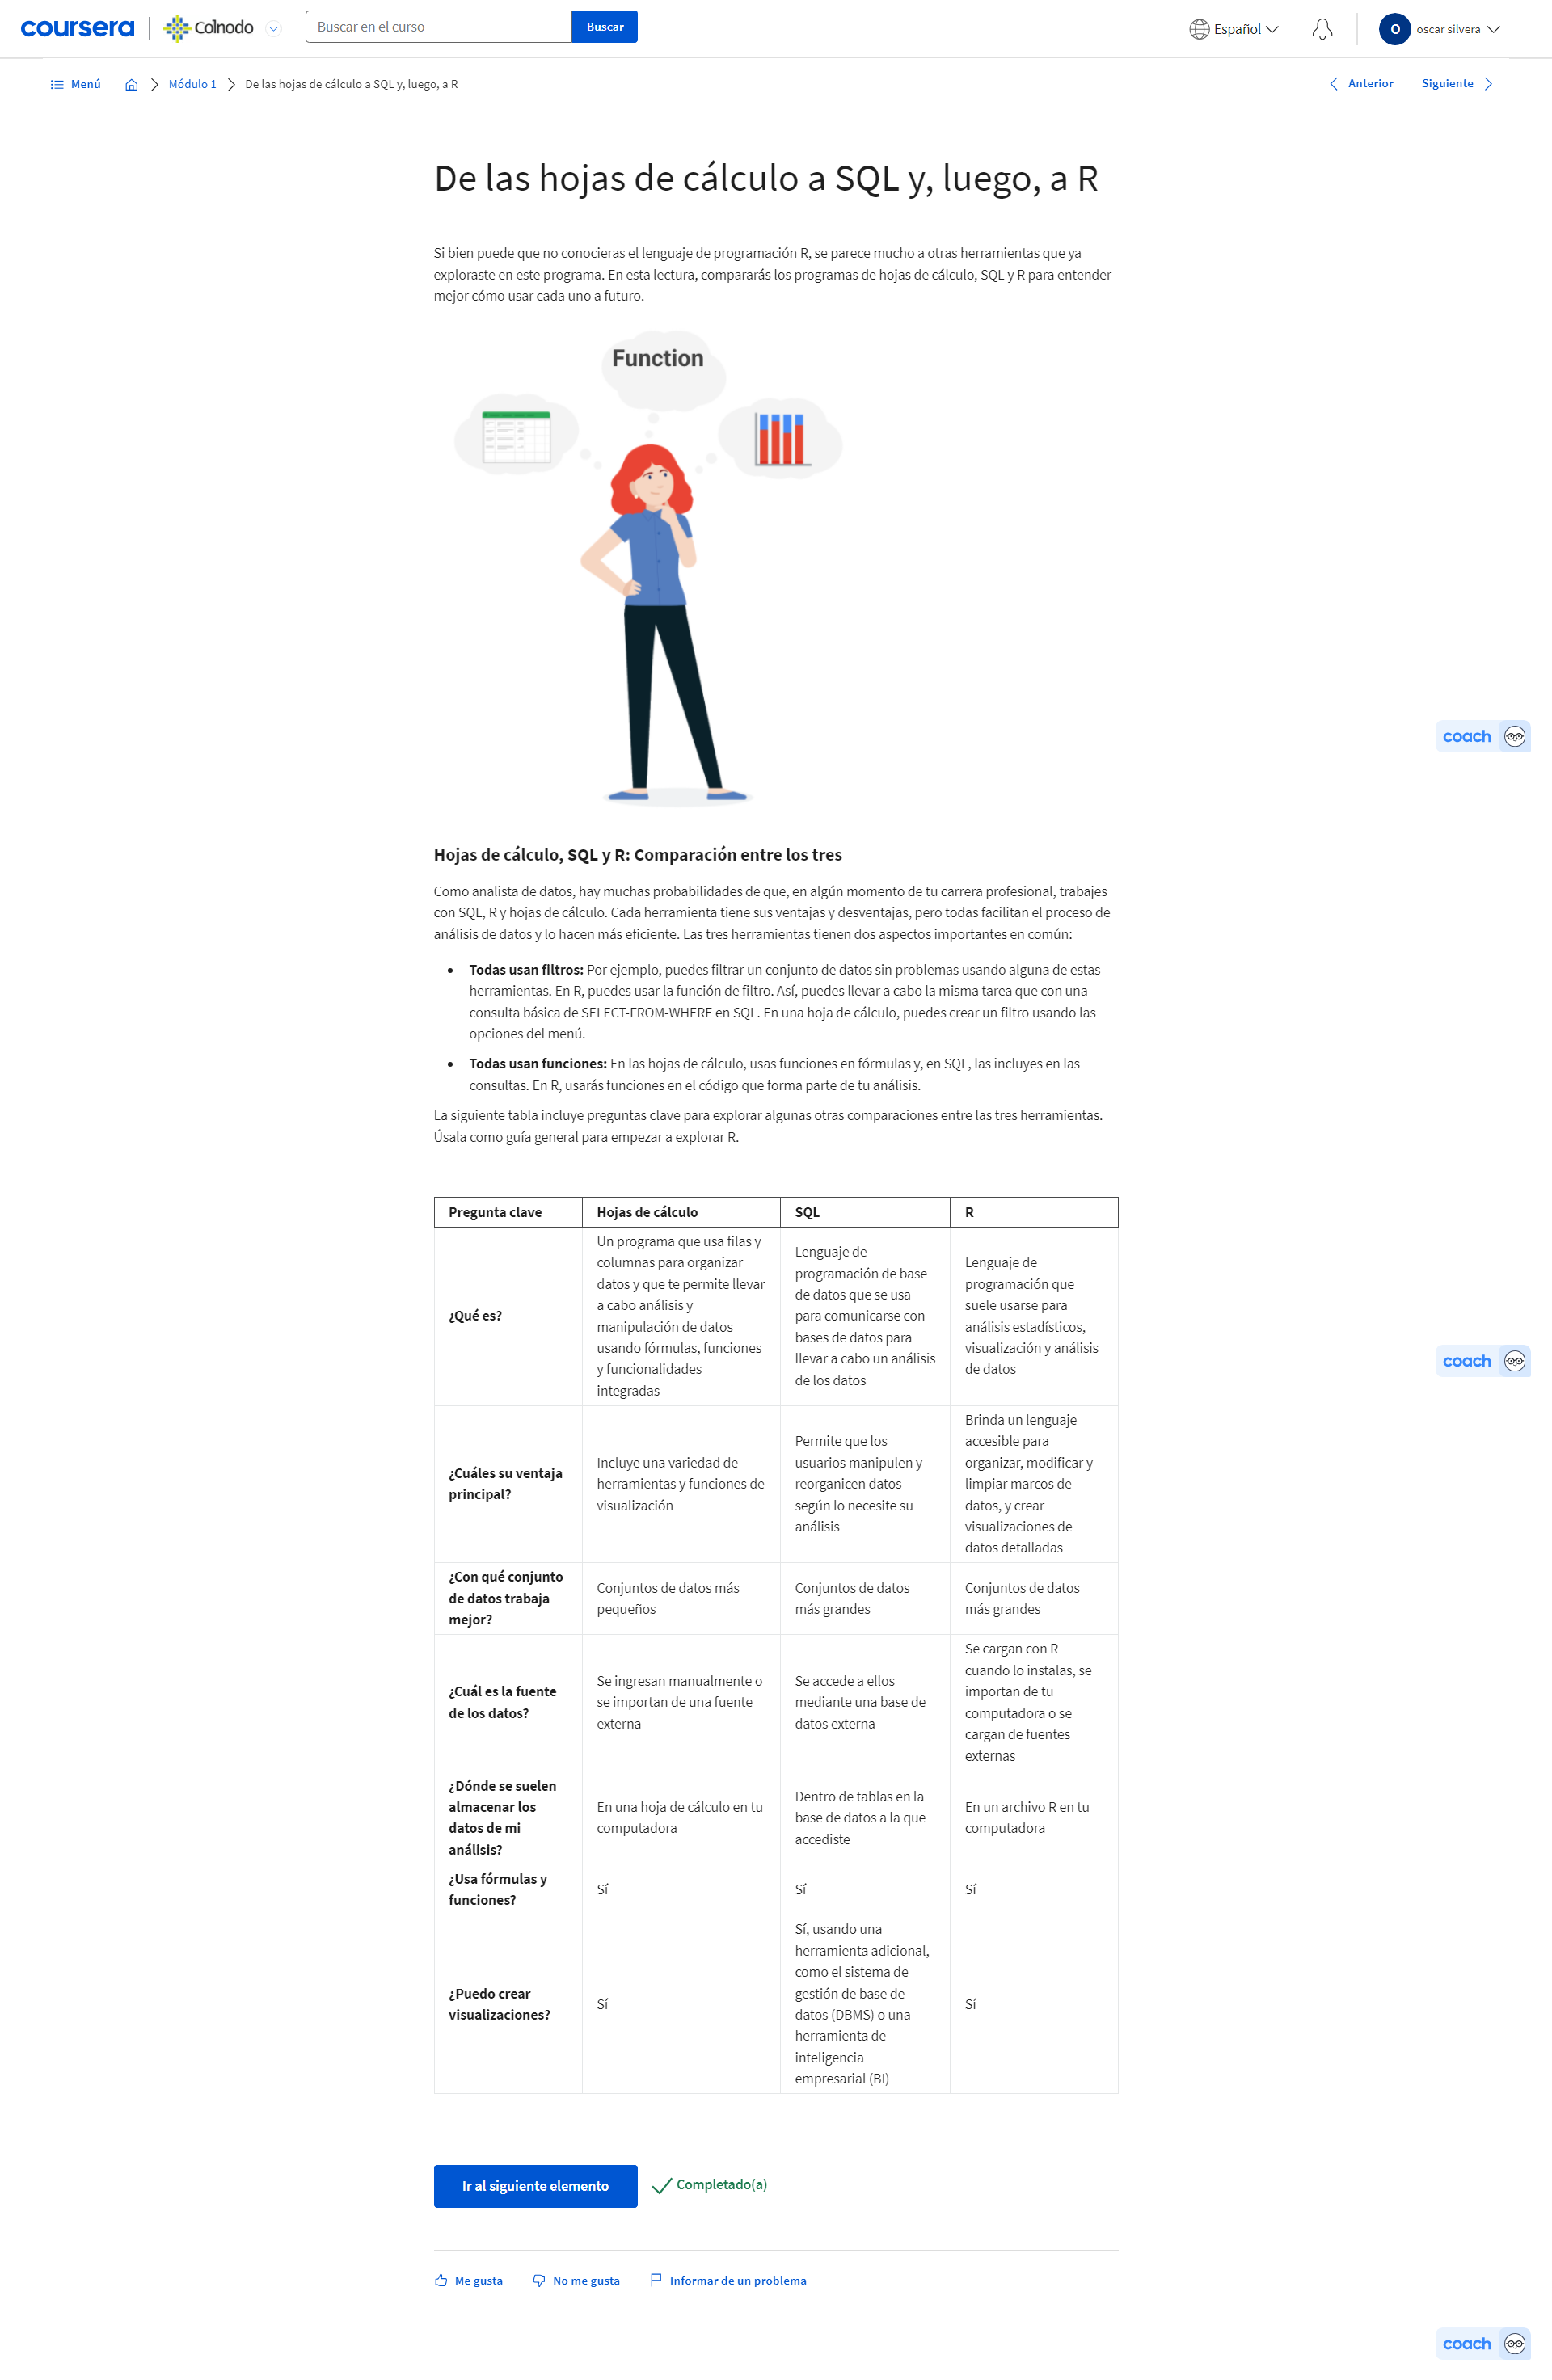 coursera
Colnodo
Buscar en el curso
Buscar
Español
O
oscar silvera
Menú
Módulo 1
De las hojas de cálculo a SQL y, luego, a R
Anterior
Siguiente
De las hojas de cálculo a SQL y, luego, a R
Si bien puede que no conocieras el lenguaje de programación R, se parece mucho a otras herramientas que ya
exploraste en este programa. En esta lectura, compararás los programas de hojas de cálculo, SQL y R para entender
mejor cómo usar cada uno a futuro.
Function
coach
Hojas de cálculo, SQL y R: Comparación entre los tres
Como analista de datos, hay muchas probabilidades de que, en algún momento de tu carrera profesional, trabajes
con SQL, R y hojas de cálculo. Cada herramienta tiene sus ventajas y desventajas, pero todas facilitan el proceso de
análisis de datos y lo hacen más eficiente. Las tres herramientas tienen dos aspectos importantes en común:
Todas usan filtros: Por ejemplo, puedes filtrar un conjunto de datos sin problemas usando alguna de estas
herramientas. En R, puedes usar la función de filtro. Así, puedes llevar a cabo la misma tarea que con una
consulta básica de SELECT-FROM-WHERE en SQL. En una hoja de cálculo, puedes crear un filtro usando las
opciones del menú.
Todas usan funciones: En las hojas de cálculo, usas funciones en fórmulas y, en SQL, las incluyes en las
consultas. En R, usarás funciones en el código que forma parte de tu análisis.
La siguiente tabla incluye preguntas clave para explorar algunas otras comparaciones entre las tres herramientas.
Úsala como guía general para empezar a explorar R.
Pregunta clave
Hojas de cálculo
SQL
R
¿Qué es?
Un programa que usa filas y
columnas para organizar
datos y que te permite llevar
a cabo análisis y
manipulación de datos
usando fórmulas, funciones
y funcionalidades
integradas
Lenguaje de
programación de base
de datos que se usa
para comunicarse con
bases de datos para
llevar a cabo un análisis
de los datos
Lenguaje de
programación que
suele usarse para
análisis estadísticos,
visualización y análisis
de datos
coach
¿Cuáles su ventaja
principal?
Incluye una variedad de
herramientas y funciones de
visualización
Permite que los
usuarios manipulen y
reorganicen datos
según lo necesite su
análisis
Brinda un lenguaje
accesible para
organizar, modificar y
limpiar marcos de
datos, y crear
visualizaciones de
datos detalladas
¿Con qué conjunto
de datos trabaja
mejor?
Conjuntos de datos más
pequeños
Conjuntos de datos
más grandes
Conjuntos de datos
más grandes
¿Cuál es la fuente
de los datos?
Se ingresan manualmente o
se importan de una fuente
externa
Se accede a ellos
mediante una base de
datos externa
Se cargan con R
cuando lo instalas, se
importan de tu
computadora o se
cargan de fuentes
externas
¿Dónde se suelen
almacenar los
datos de mi
análisis?
En una hoja de cálculo en tu
computadora
Dentro de tablas en la
base de datos a la que
accediste
En un archivo R en tu
computadora
¿Usa fórmulas y
funciones?
Sí
Sí
Sí
¿Puedo crear
visualizaciones?
Sí
Sí, usando una
herramienta adicional,
como el sistema de
gestión de base de
datos (DBMS) o una
herramienta de
inteligencia
empresarial (BI)
Sí
Ir al siguiente elemento
Completado(a)
Me gusta
No me gusta
Informar de un problema
coach